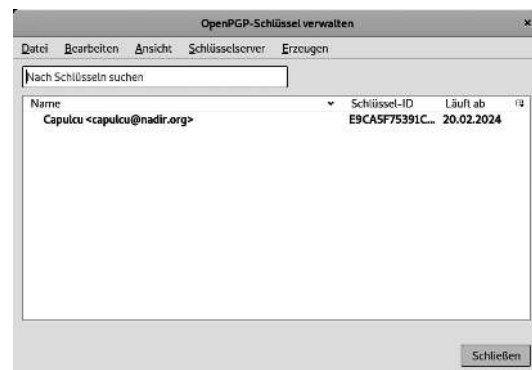 OpenPGP-Schlüssel verwalten ×
Datei Bearbeiten Ansicht Schlüsselserver Erzeugen
Nach Schlüsseln suchen
Name Schlüssel-ID Läuft ab
Capulcu <capulcu@nadir.org> E9CA5F75391C... 20.02.2024
Schließen